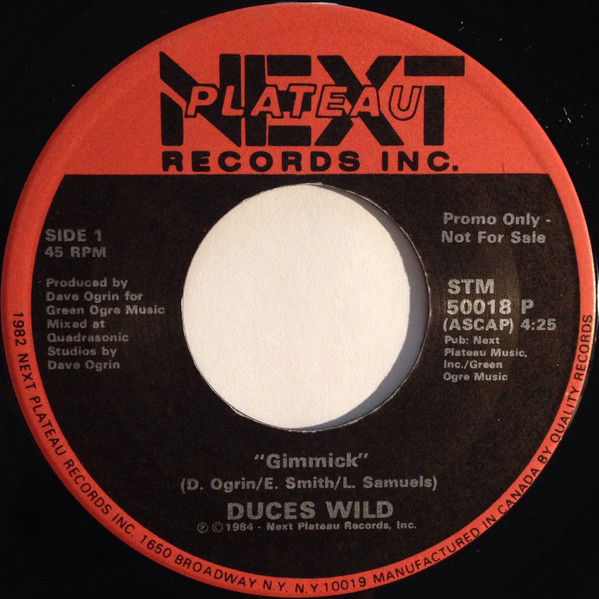 NEXT
PLATEAU
RECORDS INC.
SIDE 1
45 RPM
Produced by
Dave Ogrin for
Green Ogre Music
Mixed at
Quadrasonic
Studios by
Dave Ogrin
Promo Only -
Not For Sale
STM
50018 P
(ASCAP) 4:25
Pub: Next
Plateau Music,
Inc./Green
Ogre Music
"Gimmick"
(D. Ogrin/E. Smith/L. Samuels)
DUCES WILD
℗ © 1984 - Next Plateau Records, Inc.
1982 NEXT PLATEAU RECORDS INC. 1650 BROADWAY N.Y. N.Y. 10019 MANUFACTURED IN CANADA BY QUALITY RECORDS